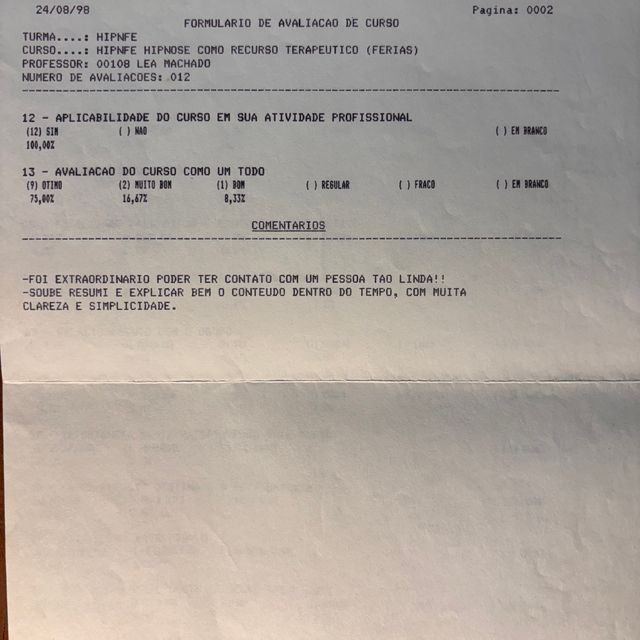 24/08/98 Pagina: 0002
FORMULARIO DE AVALIACAO DE CURSO
TURMA....: HIPNFE
CURSO....: HIPNFE HIPNOSE COMO RECURSO TERAPEUTICO (FERIAS)
PROFESSOR: 00108 LEA MACHADO
NUMERO DE AVALIACOES: 012
12 - APLICABILIDADE DO CURSO EM SUA ATIVIDADE PROFISSIONAL
(12) SIM ( ) NAO ( ) EM BRANCO
100,00%
13 - AVALIACAO DO CURSO COMO UM TODO
(9) OTIMO (2) MUITO BOM (1) BOM ( ) REGULAR ( ) FRACO ( ) EM BRANCO
75,00% 16,67% 8,33%
COMENTARIOS
-FOI EXTRAORDINARIO PODER TER CONTATO COM UM PESSOA TAO LINDA!!
-SOUBE RESUMI E EXPLICAR BEM O CONTEUDO DENTRO DO TEMPO, COM MUITA
CLAREZA E SIMPLICIDADE.